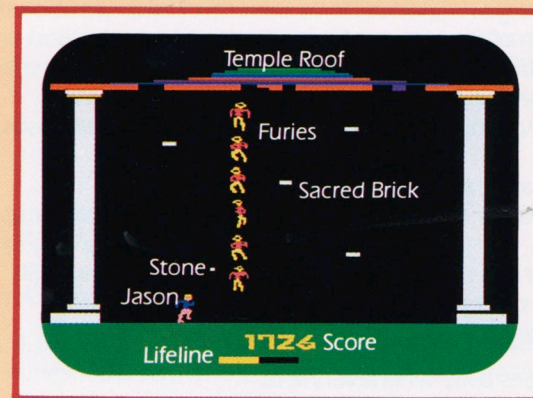 Temple Roof
Furies
Sacred Brick
Stone
Jason
1726 Score
Lifeline